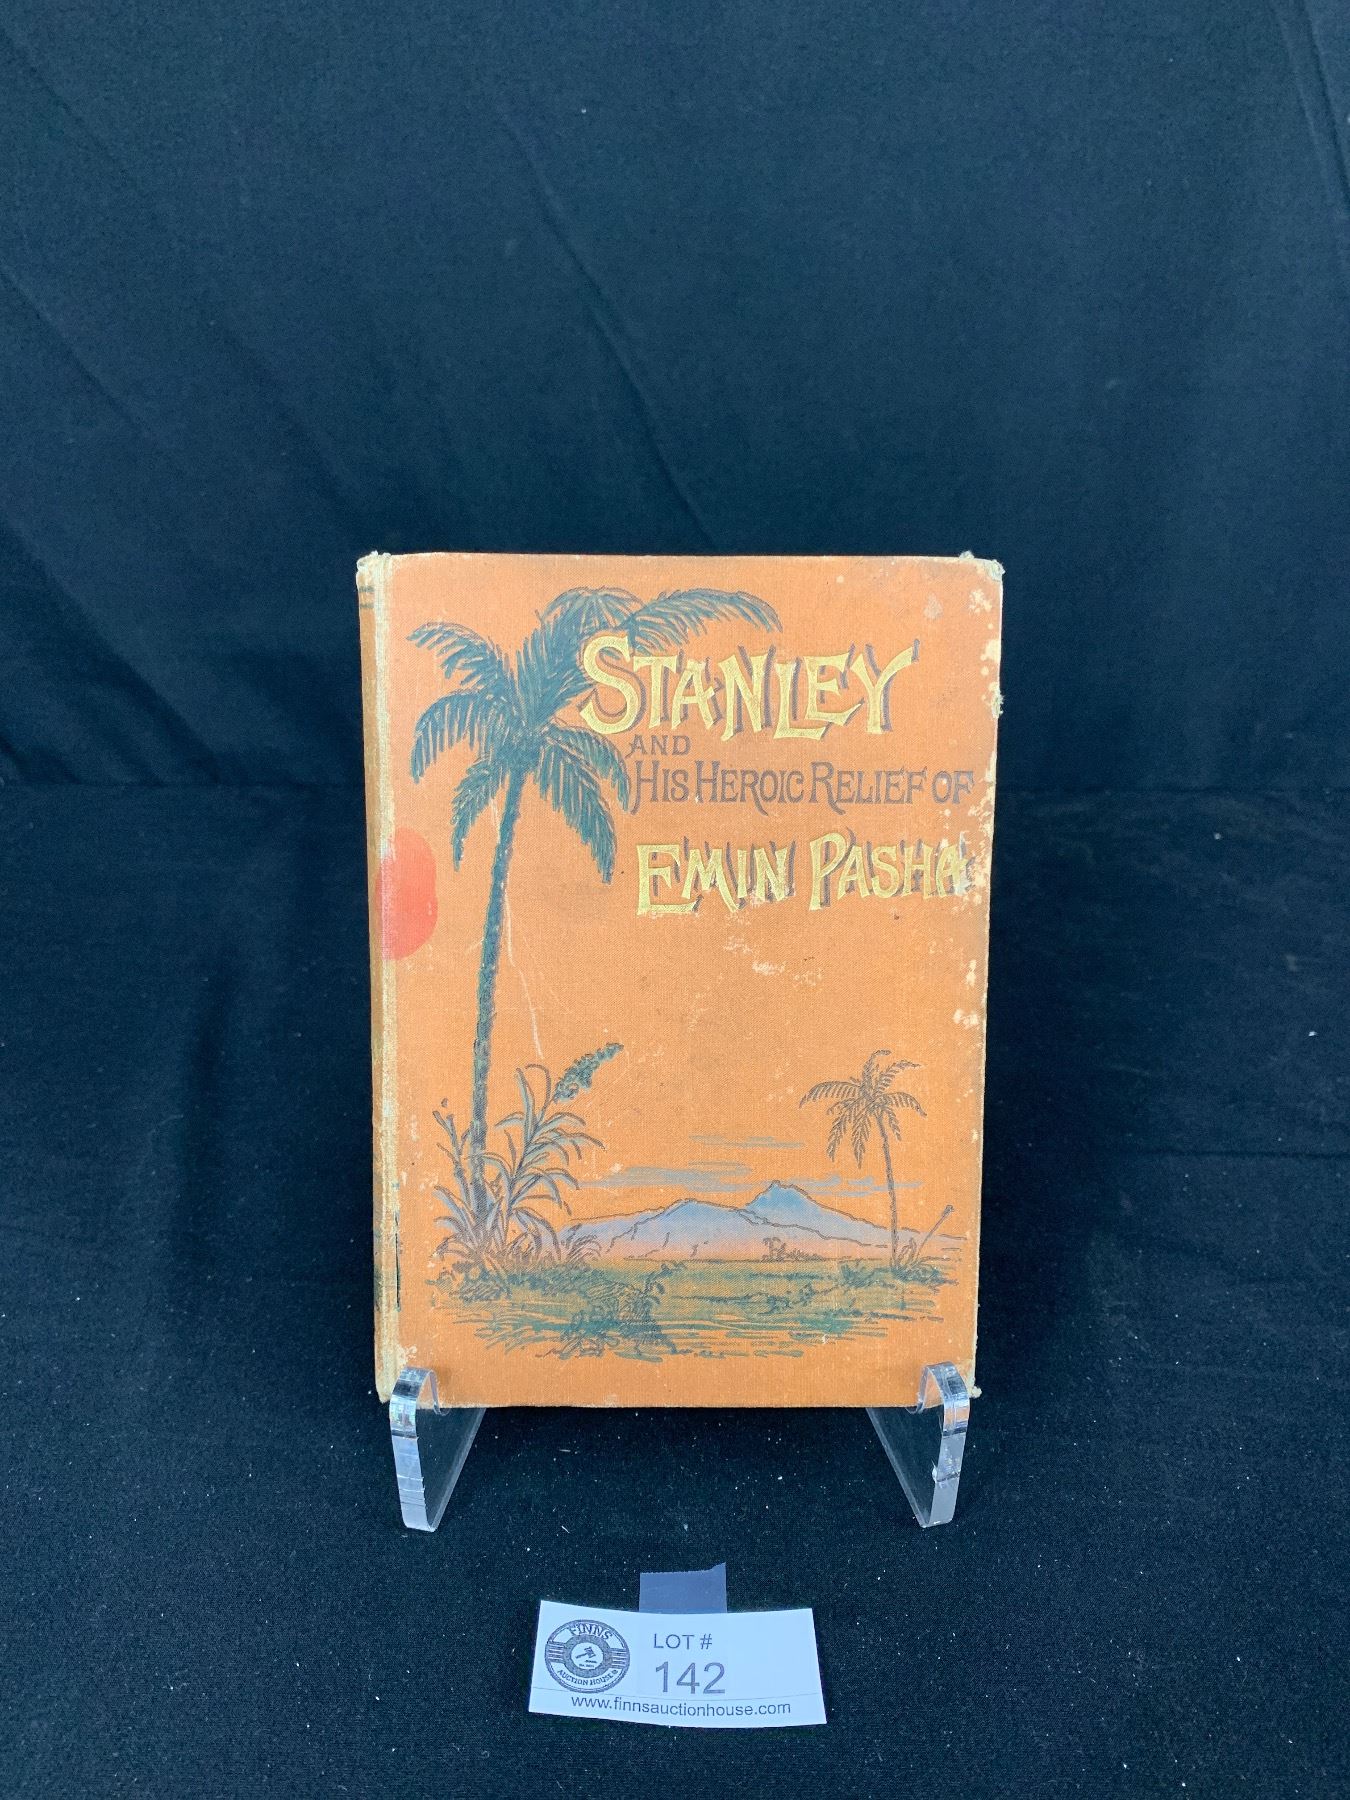 STANLEY
AND
HIS HEROIC RELIEF OF
EMIN PASHA
FINNS
AUCTION HOUSE
LOT #
142
www.finnsauctionhouse.com